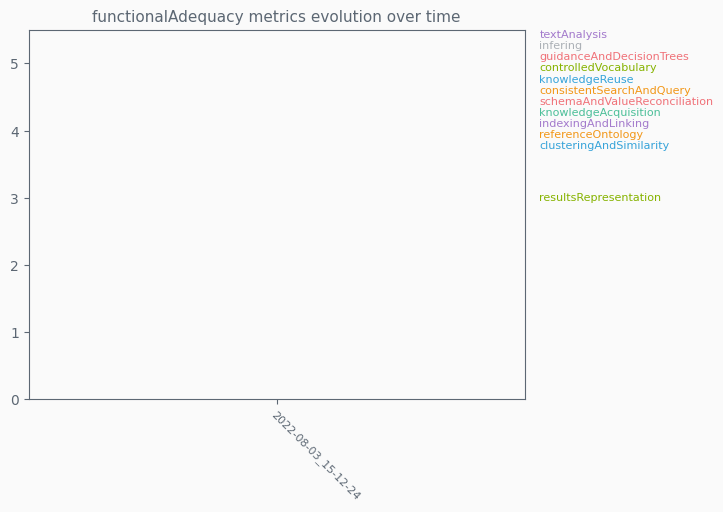 functionalAdequacy metrics evolution over time
textAnalysis
infering
guidanceAndDecisionTrees
controlledVocabulary
knowledgeReuse
consistentSearchAndQuery
schemaAndValueReconciliation
knowledgeAcquisition
indexingAndLinking
referenceOntology
clusteringAndSimilarity
resultsRepresentation
5
4
3
2
1
0
2022-08-03_15-12-24